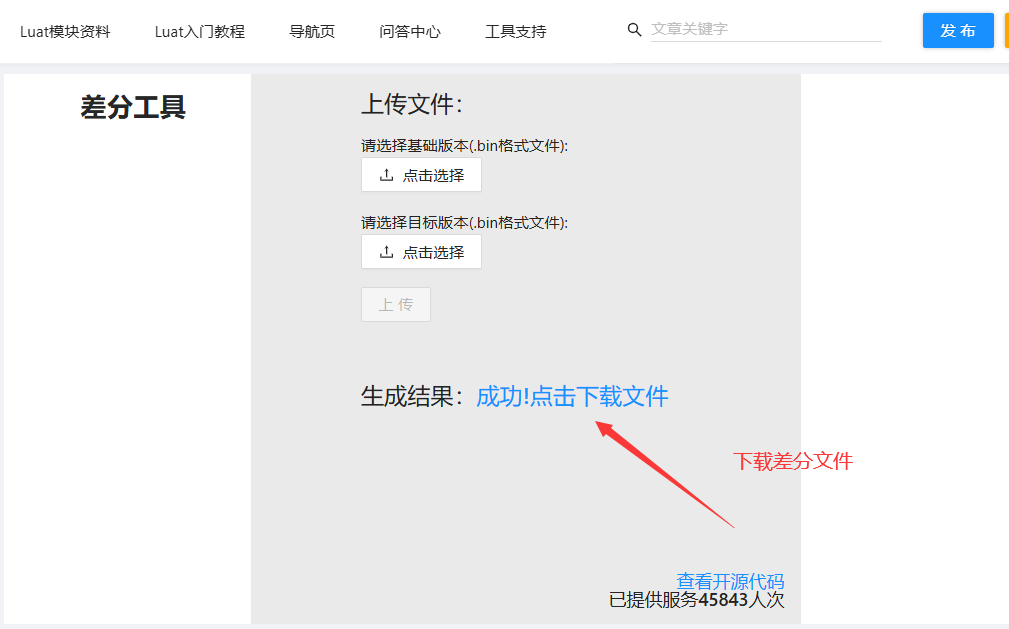 Luat模块资料 Luat入门教程 导航页 问答中心 工具支持 文章关键字 发 布
差分工具
上传文件：
请选择基础版本(.bin格式文件):
点击选择
请选择目标版本(.bin格式文件):
点击选择
上 传
生成结果：成功!点击下载文件
下载差分文件
查看开源代码
已提供服务45843人次